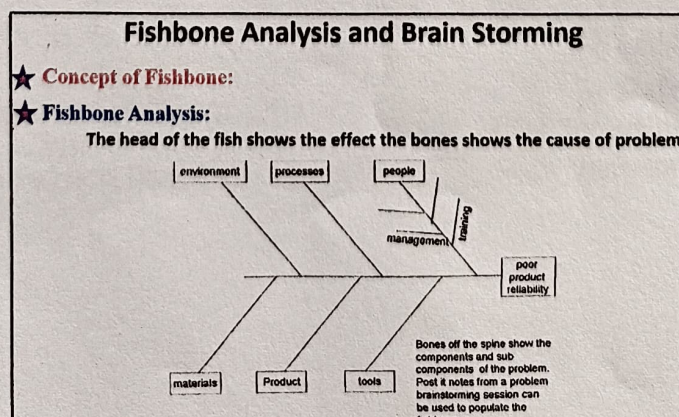 Fishbone Analysis and Brain Storming
Concept of Fishbone:
Fishbone Analysis:
The head of the fish shows the effect the bones shows the cause of problem
environment
processes
people
training
management
poor
product
reliability
materials
Product
tools
Bones off the spine show the
components and sub
components of the problem.
Post it notes from a problem
brainstorming session can
be used to populate the